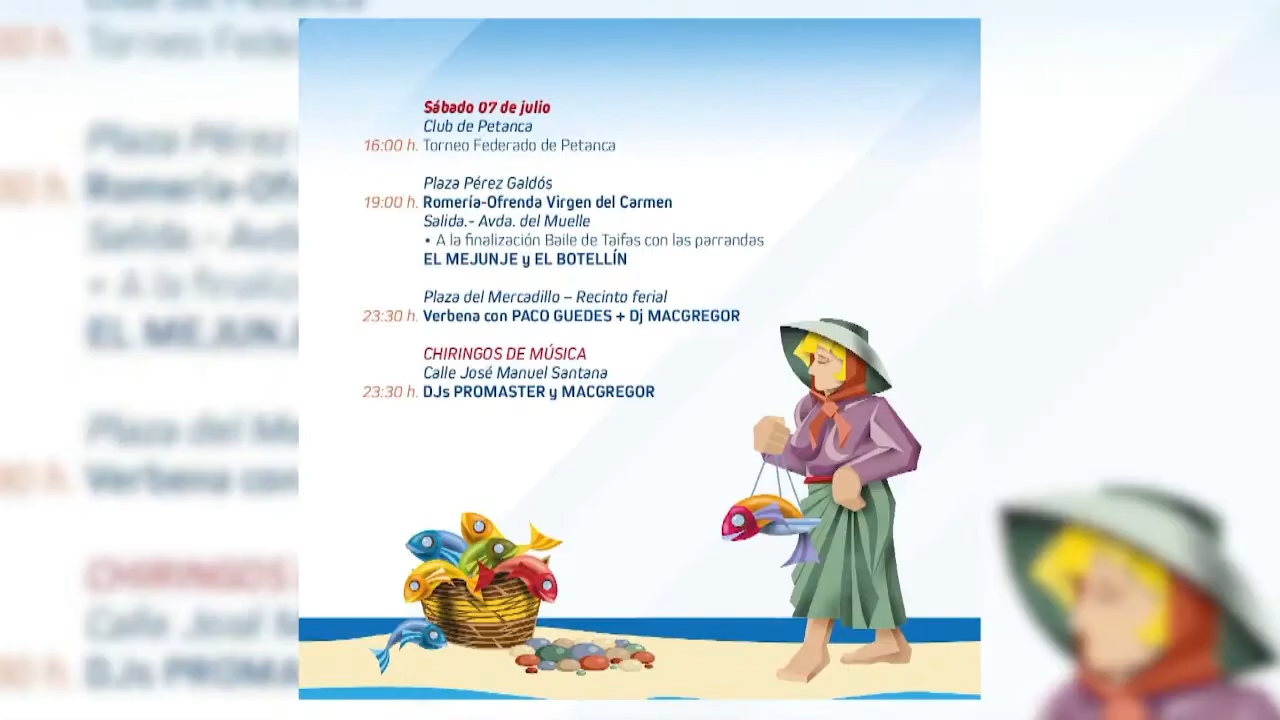 Sábado 07 de julio
Club de Petanca
16:00 h. Torneo Federado de Petanca
Plaza Pérez Galdós
19:00 h. Romería-Ofrenda Virgen del Carmen
Salida.- Avda. del Muelle
• A la finalización Baile de Taifas con las parrandas
EL MEJUNJE y EL BOTELLÍN
Plaza del Mercadillo – Recinto ferial
23:30 h. Verbena con PACO GUEDES + Dj MACGREGOR
CHIRINGOS DE MÚSICA
Calle José Manuel Santana
23:30 h. DJs PROMASTER y MACGREGOR